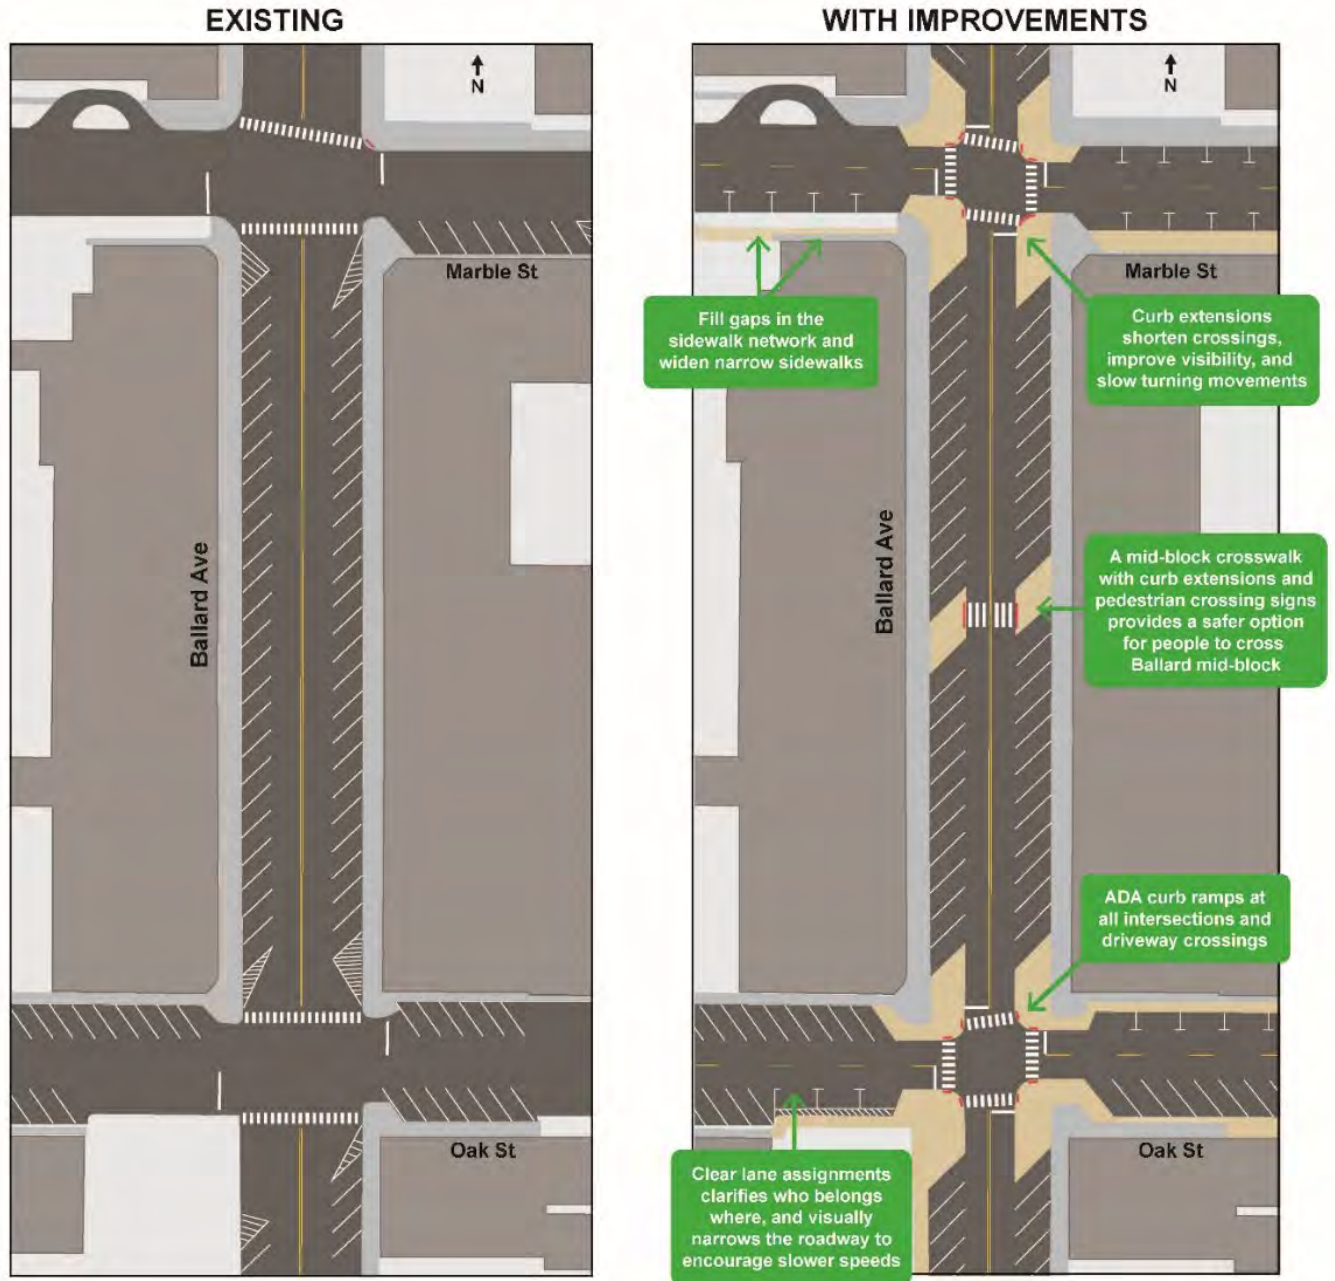 EXISTING
N
Marble St
Ballard Ave
Oak St
WITH IMPROVEMENTS
N
Marble St
Fill gaps in the
sidewalk network and
widen narrow sidewalks
Curb extensions
shorten crossings,
improve visibility, and
slow turning movements
Ballard Ave
A mid-block crosswalk
with curb extensions and
pedestrian crossing signs
provides a safer option
for people to cross
Ballard mid-block
ADA curb ramps at
all intersections and
driveway crossings
Oak St
Clear lane assignments
clarifies who belongs
where, and visually
narrows the roadway to
encourage slower speeds